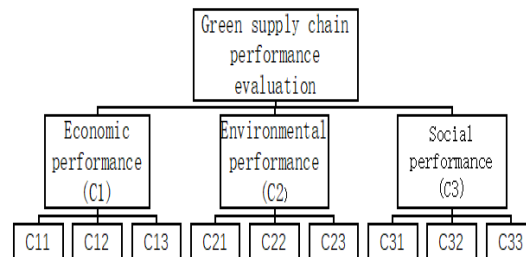 Green supply chain
performance
evaluation
Economic
performance
(C1)
Environmental
performance
(C2)
Social
performance
(C3)
C11 C12 C13 C21 C22 C23 C31 C32 C33